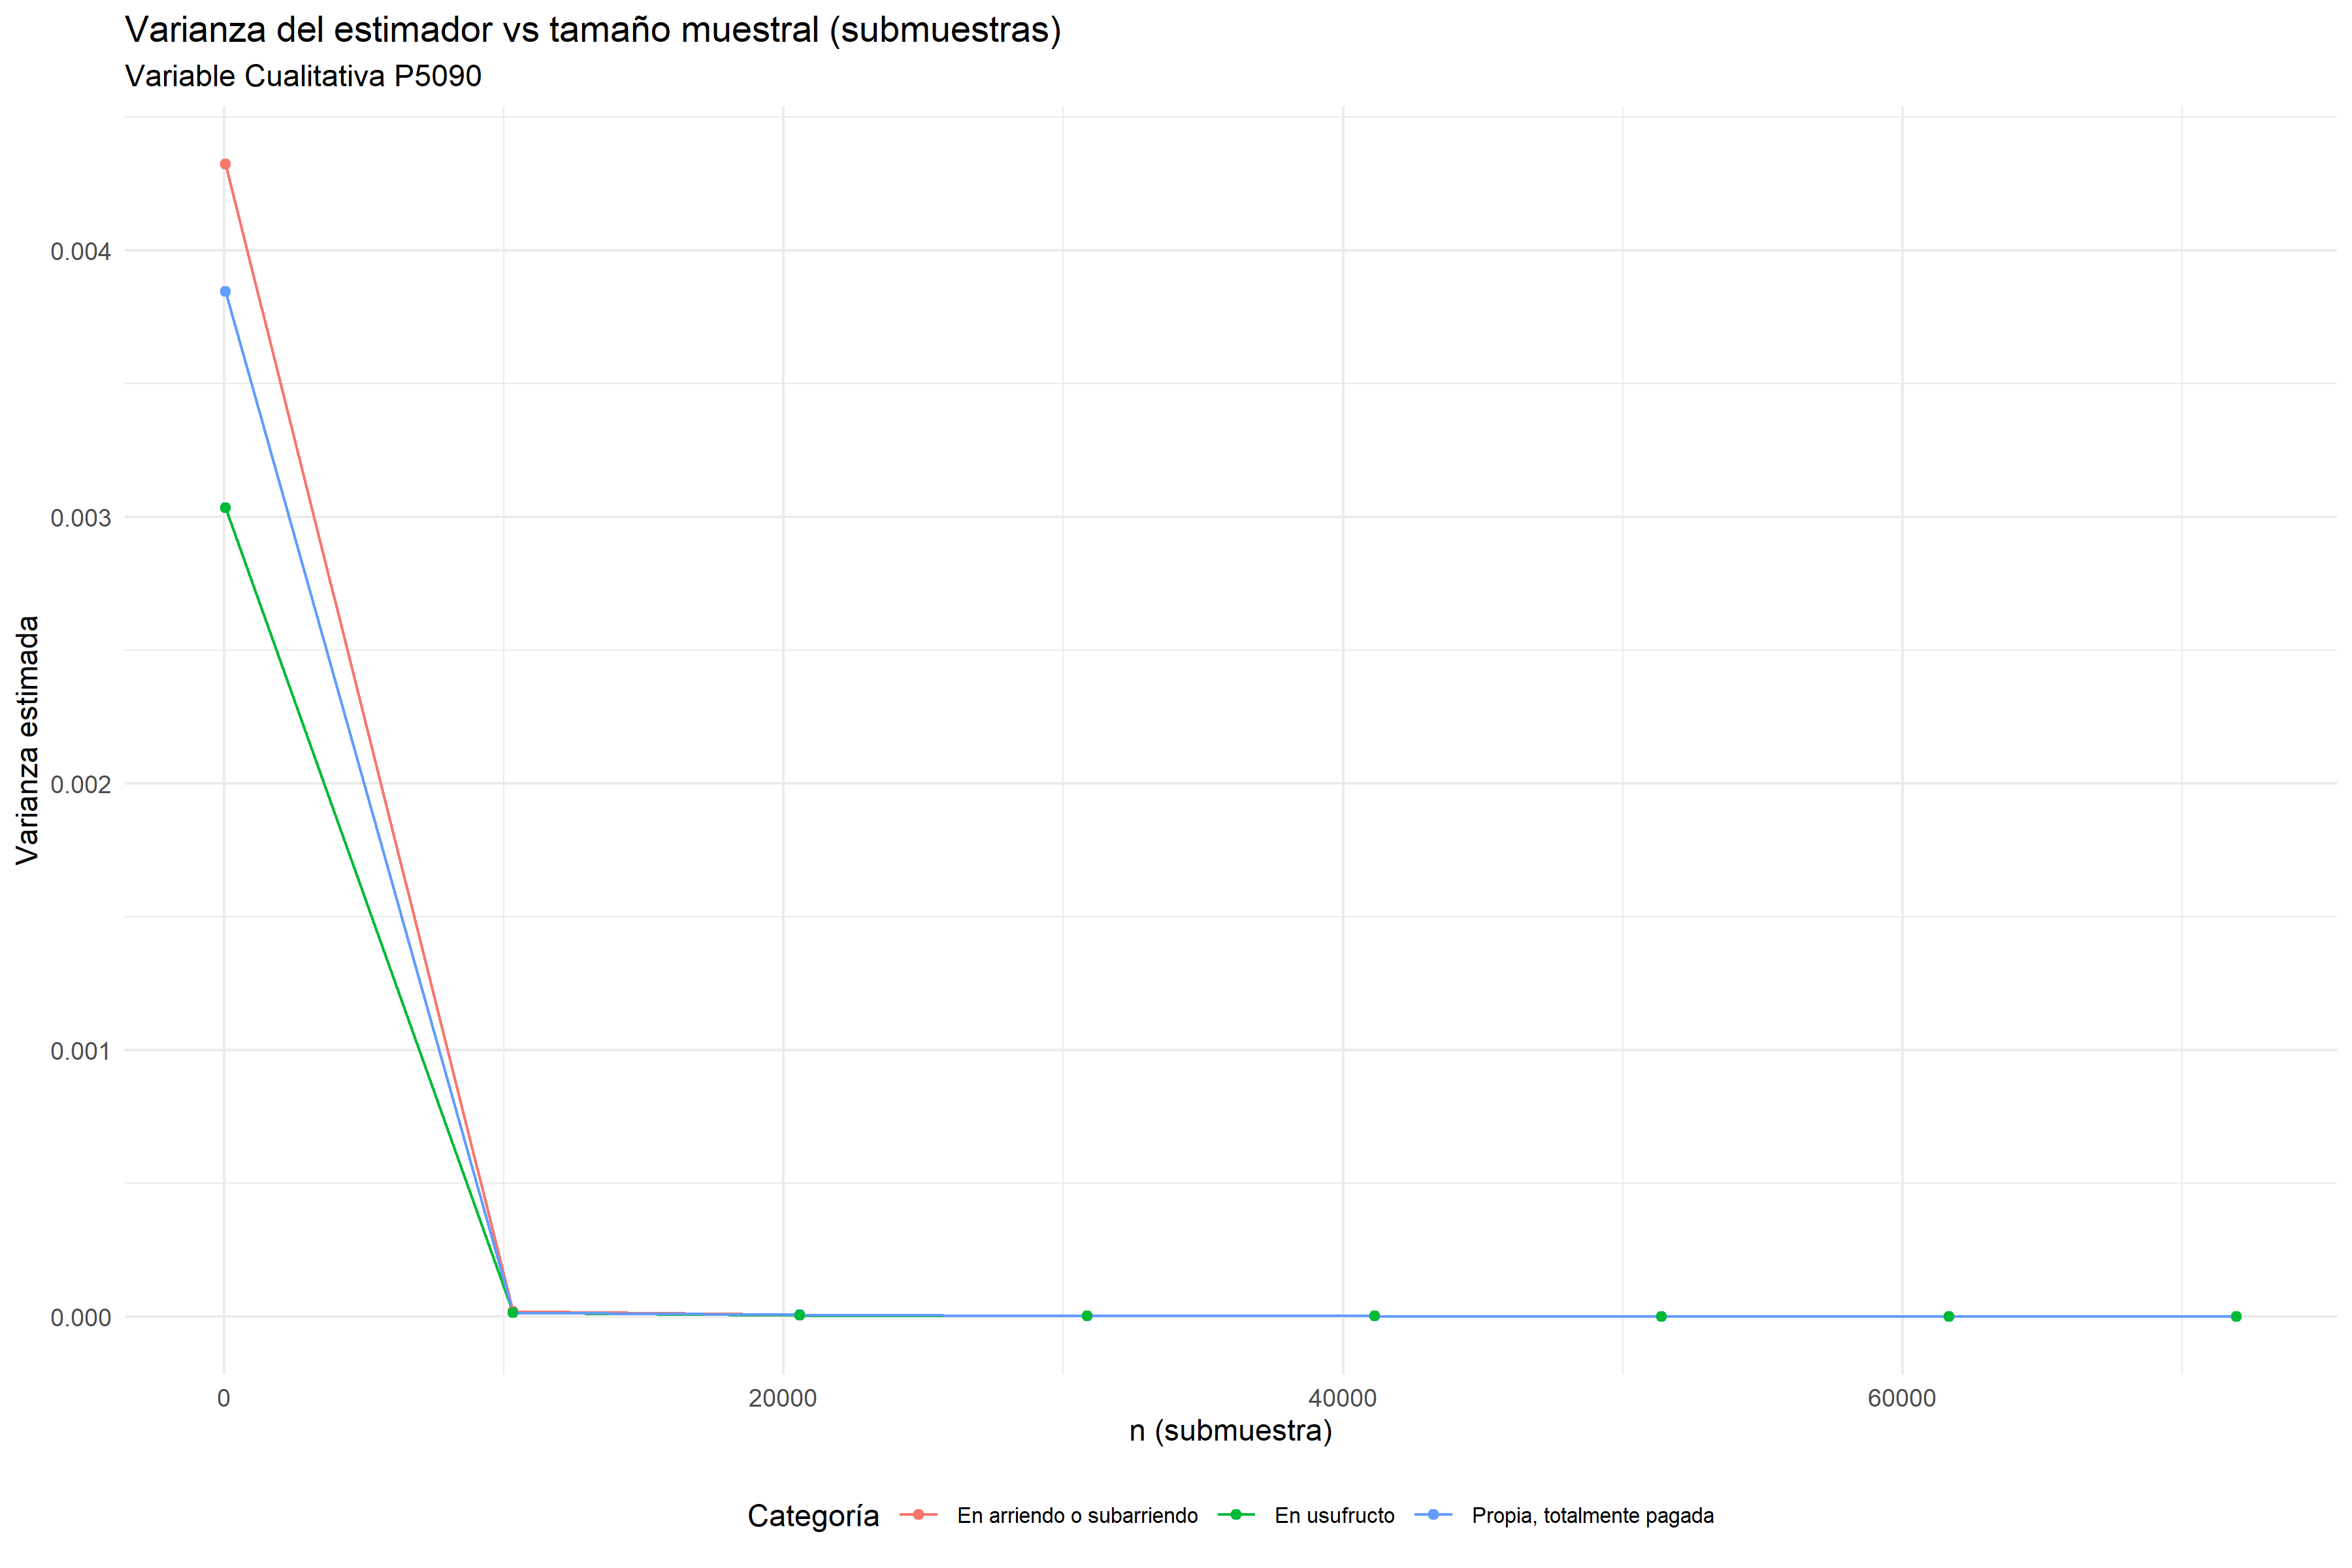 Varianza del estimador vs tamaño muestral (submuestras)
Variable Cualitativa P5090
Varianza estimada
0.004
0.003
0.002
0.001
0.000
0 20000 40000 60000
n (submuestra)
Categoría En arriendo o subarriendo En usufructo Propia, totalmente pagada